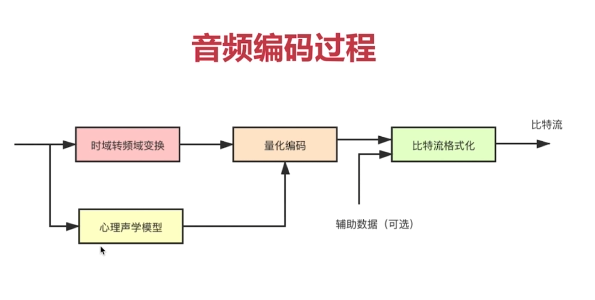 音频编码过程
比特流
时域转频域变换
量化编码
比特流格式化
心理声学模型
辅助数据（可选）